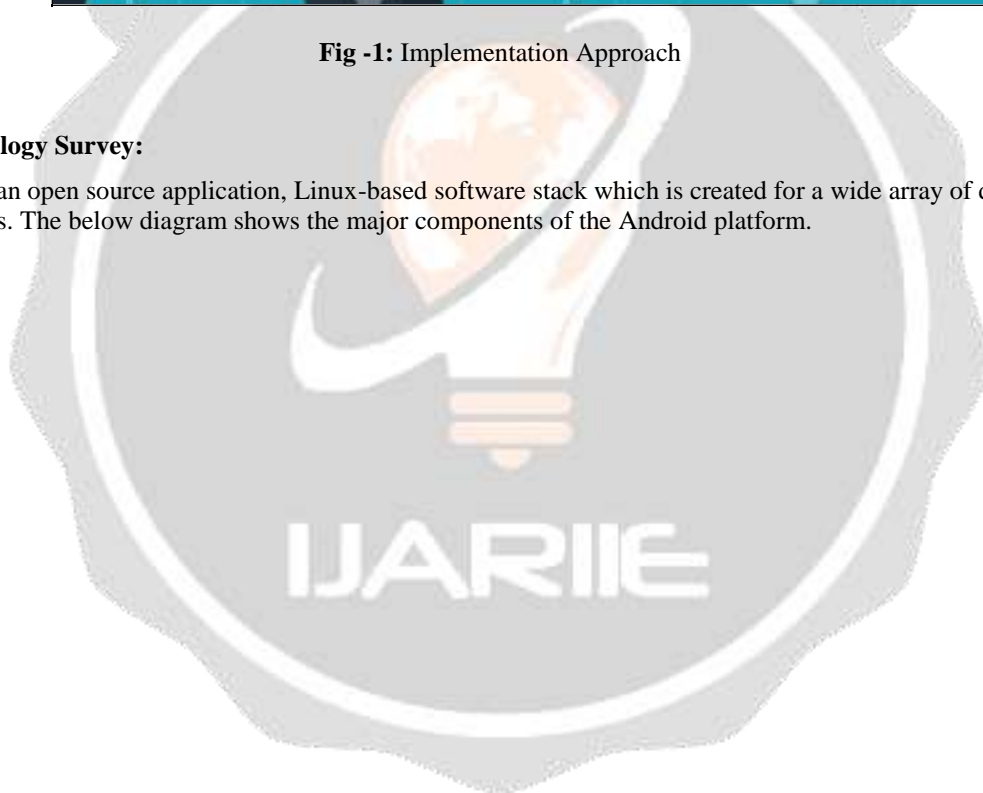 Fig -1: Implementation Approach
logy Survey:
an open source application, Linux-based software stack which is created for a wide array of
s. The below diagram shows the major components of the Android platform.
IJARIIE